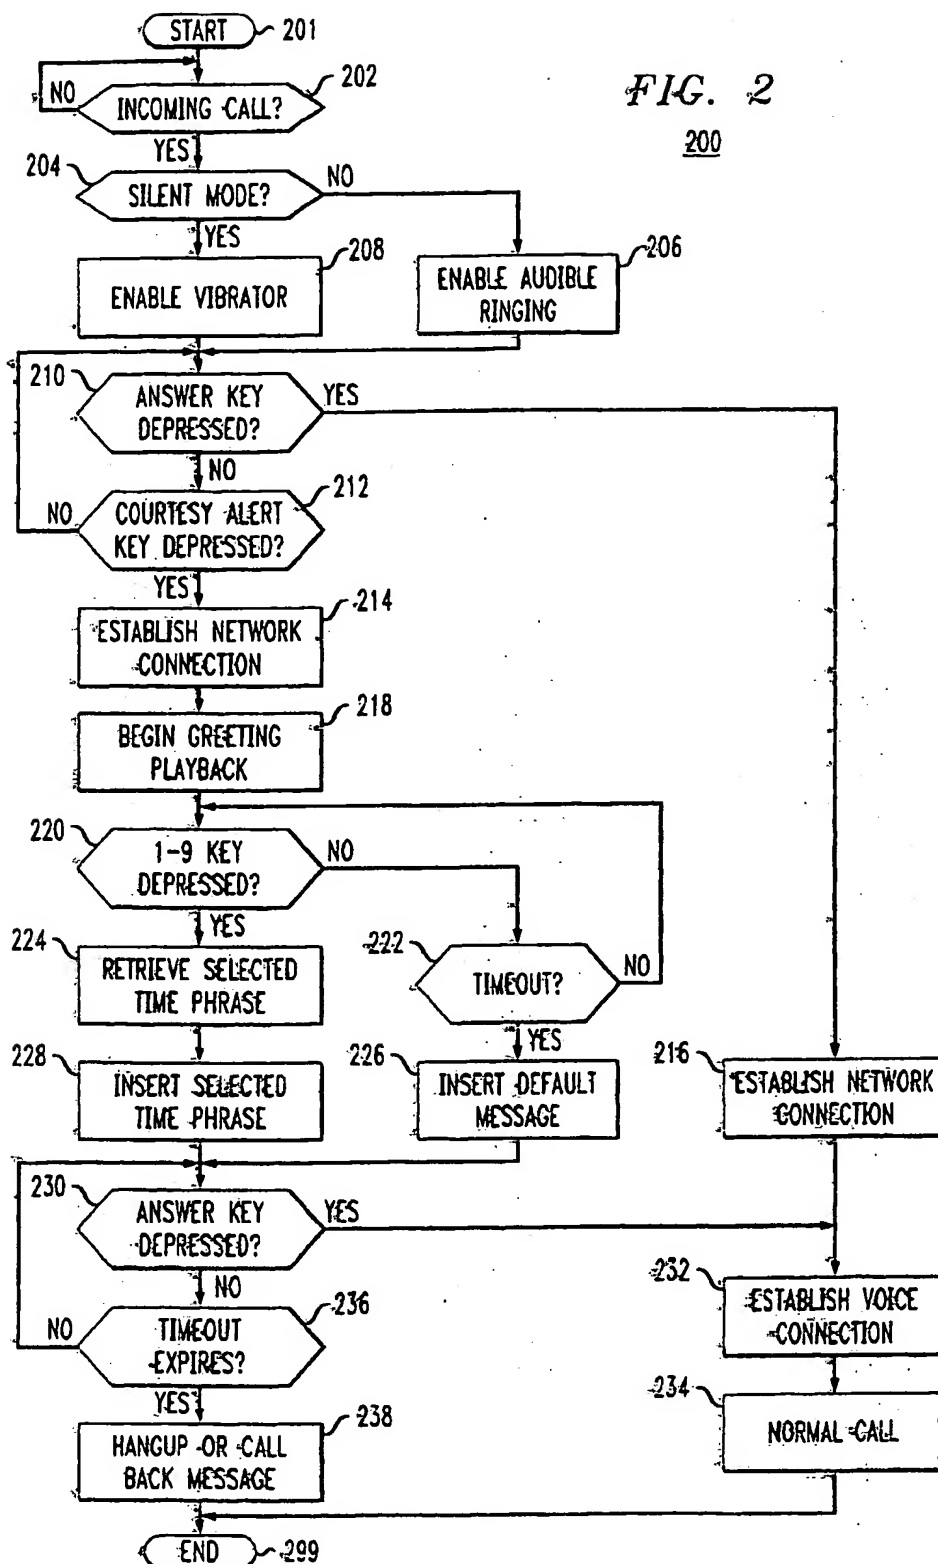 START
201
FIG. 2
200
NO
202
INCOMING CALL?
YES
204
SILENT MODE?
NO
YES
208
ENABLE VIBRATOR
206
ENABLE AUDIBLE
RINGING
210
ANSWER KEY
DEPRESSED?
YES
NO
212
NO
COURTESY ALERT
KEY DEPRESSED?
YES
214
ESTABLISH NETWORK
CONNECTION
218
BEGIN GREETING
PLAYBACK
220
1-9 KEY
DEPRESSED?
NO
YES
224
RETRIEVE SELECTED
TIME PHRASE
222
TIMEOUT?
NO
YES
228
INSERT SELECTED
TIME PHRASE
226
INSERT DEFAULT
MESSAGE
216
ESTABLISH NETWORK
CONNECTION
230
ANSWER KEY
DEPRESSED?
YES
NO
232
ESTABLISH VOICE
CONNECTION
236
NO
TIMEOUT
EXPIRES?
YES
234
NORMAL CALL
238
HANGUP OR CALL
BACK MESSAGE
END
299